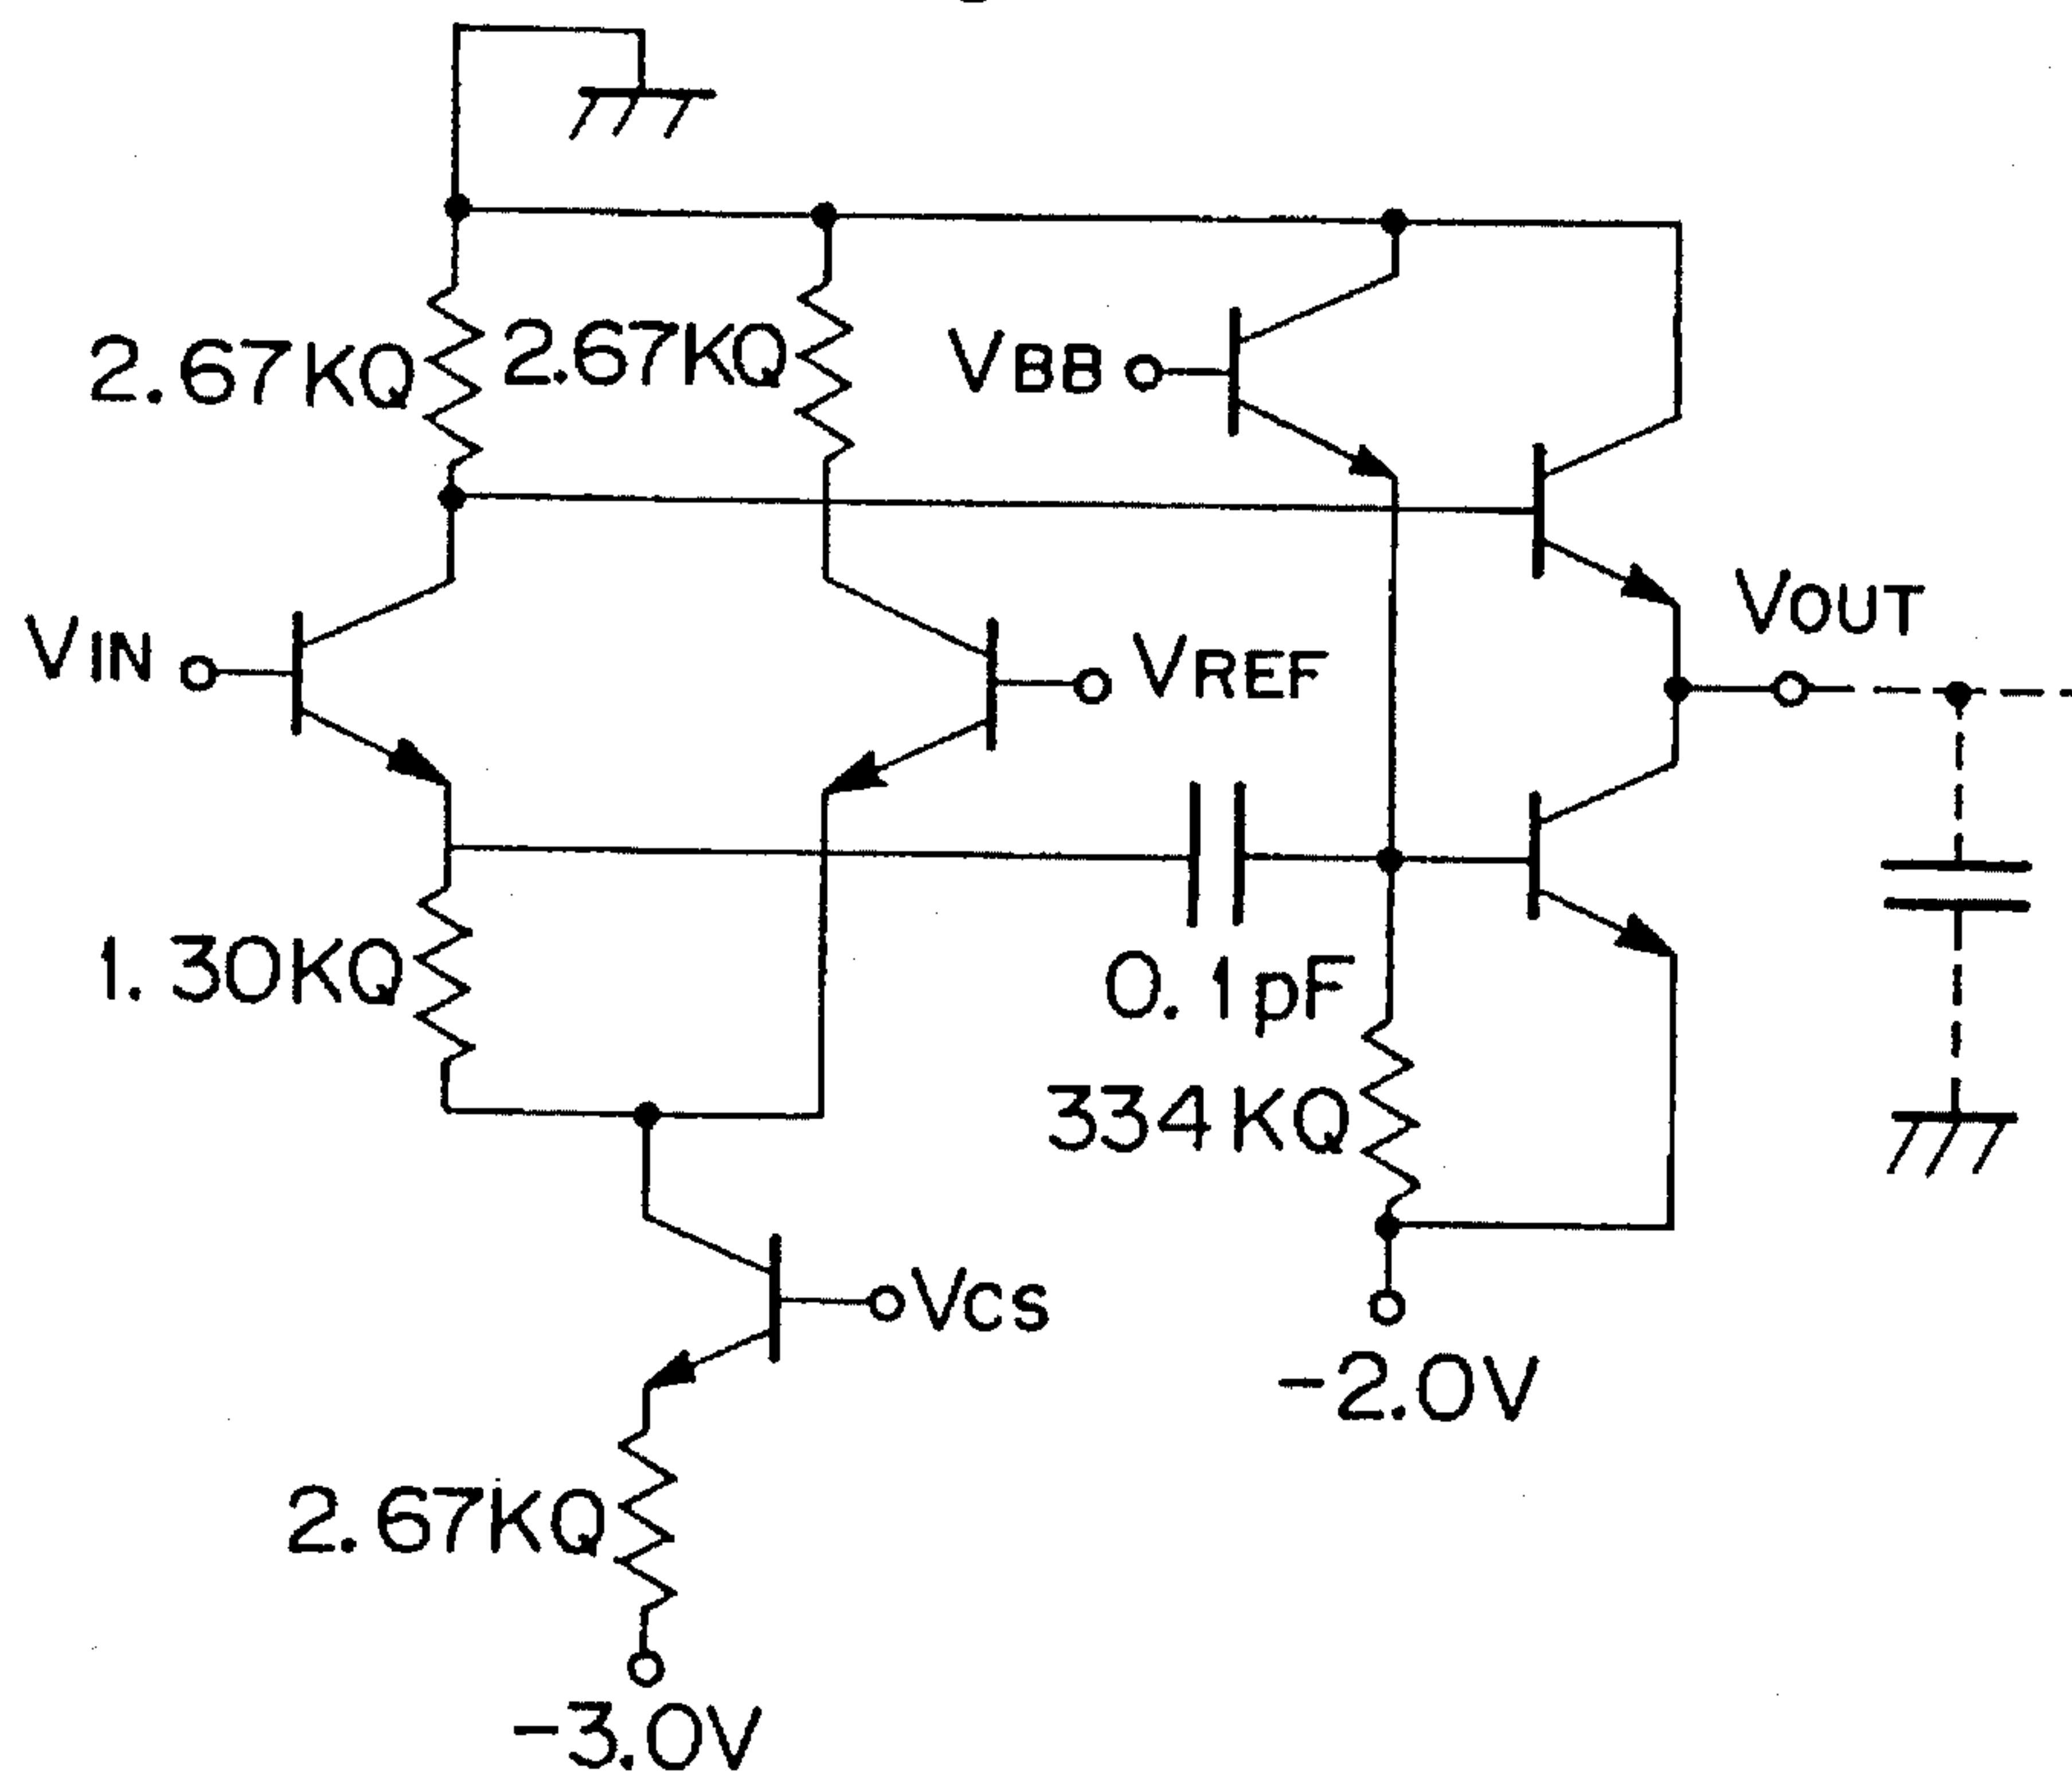 2.67KΩ
2.67KΩ
VBB
VOUT
VIN
VREF
1.30KΩ
0.1pF
334KΩ
VCS
-2.0V
2.67KΩ
-3.0V